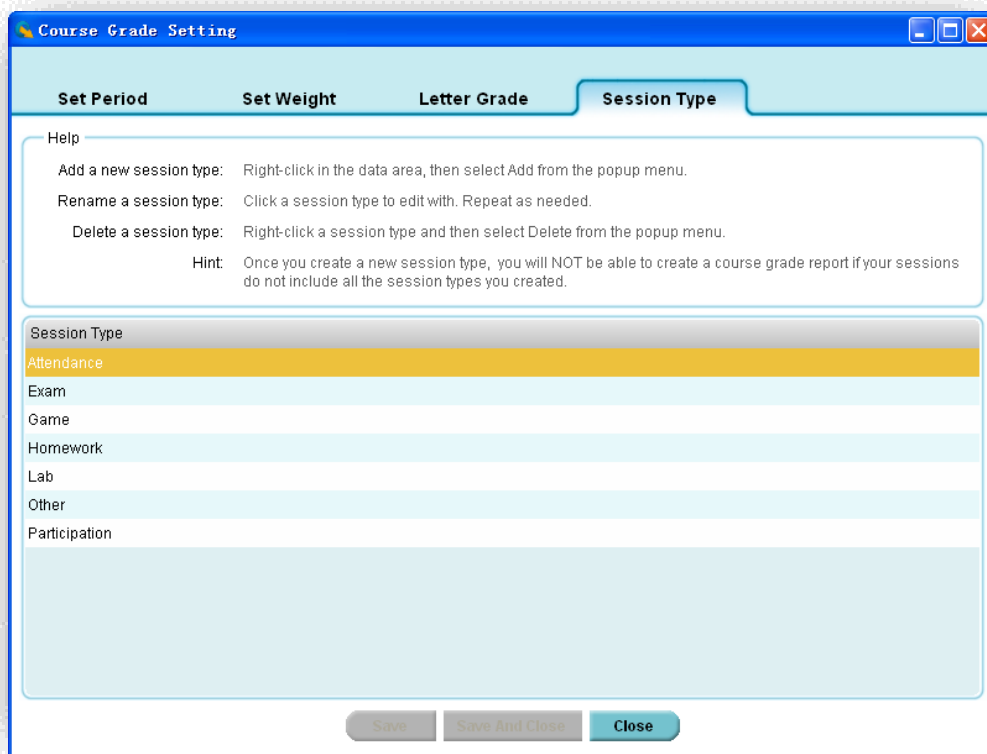 Course Grade Setting
Set Period Set Weight Letter Grade Session Type
Help
Add a new session type: Right-click in the data area, then select Add from the popup menu.
Rename a session type: Click a session type to edit with. Repeat as needed.
Delete a session type: Right-click a session type and then select Delete from the popup menu.
Hint: Once you create a new session type, you will NOT be able to create a course grade report if your sessions
do not include all the session types you created.
Session Type
Attendance
Exam
Game
Homework
Lab
Other
Participation
Save Save And Close Close